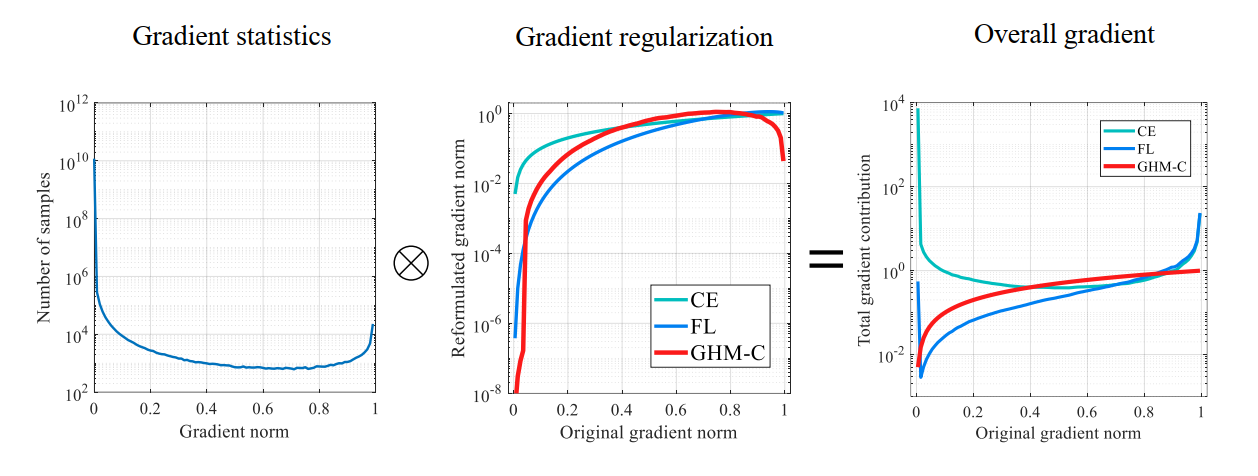 Gradient statistics
Gradient regularization
Overall gradient
10^12
10^10
10^8
10^6
10^4
10^2
Number of samples
0 0.2 0.4 0.6 0.8 1
Gradient norm
10^0
10^-2
10^-4
10^-6
10^-8
Reformulated gradient norm
CE
FL
GHM-C
0 0.2 0.4 0.6 0.8 1
Original gradient norm
=
10^4
10^2
10^0
10^-2
Total gradient contribution
CE
FL
GHM-C
0 0.2 0.4 0.6 0.8 1
Original gradient norm